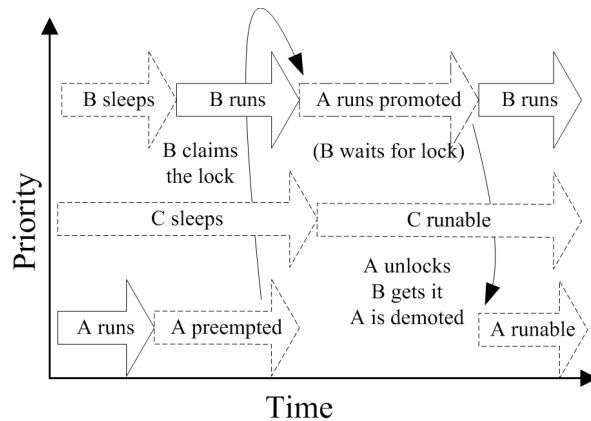 B sleeps
B runs
A runs promoted
B runs
B claims
the lock
(B waits for lock)
C sleeps
C runable
A unlocks
B gets it
A is demoted
A runs
A preempted
A runable
Priority
Time